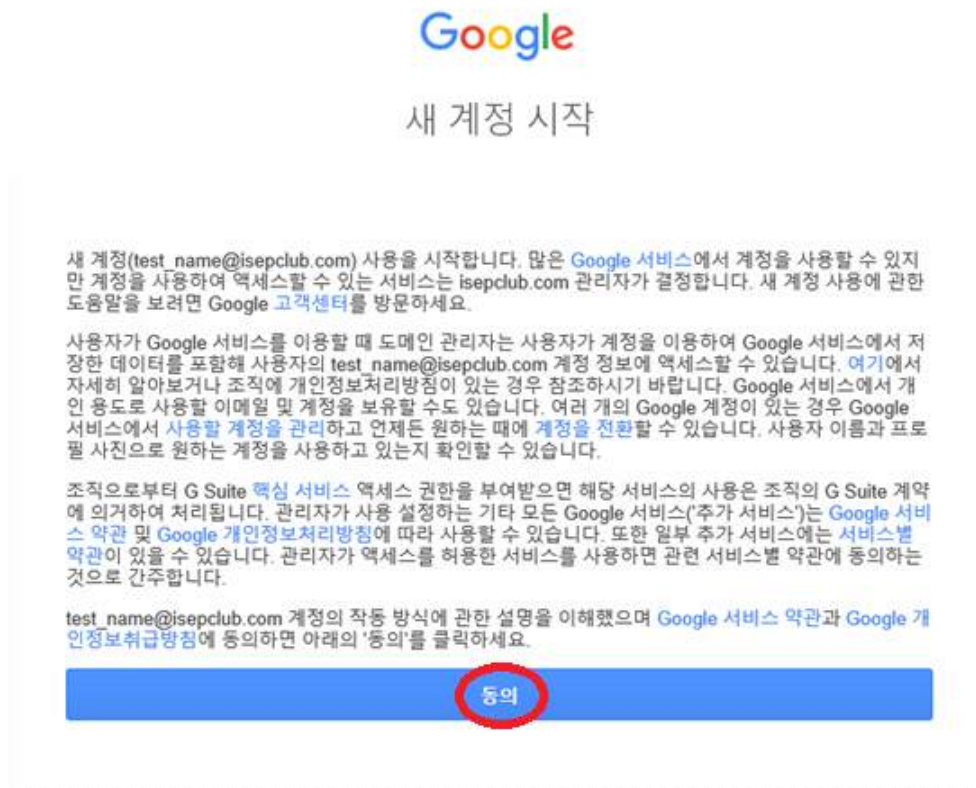 Google
새 계정 시작
새 계정(test_name@isepclub.com) 사용을 시작합니다. 많은 Google 서비스에서 계정을 사용할 수 있지
만 계정을 사용하여 액세스할 수 있는 서비스는 isepclub.com 관리자가 결정합니다. 새 계정 사용에 관한
도움말을 보려면 Google 고객센터를 방문하세요.
사용자가 Google 서비스를 이용할 때 도메인 관리자는 사용자가 계정을 이용하여 Google 서비스에서 저
장한 데이터를 포함해 사용자의 test_name@isepclub.com 계정 정보에 액세스할 수 있습니다. 여기에서
자세히 알아보거나 조직에 개인정보처리방침이 있는 경우 참조하시기 바랍니다. Google 서비스에서 개
인 용도로 사용할 이메일 및 계정을 보유할 수도 있습니다. 여러 개의 Google 계정이 있는 경우 Google
서비스에서 사용할 계정을 관리하고 언제든 원하는 때에 계정을 전환할 수 있습니다. 사용자 이름과 프로
필 사진으로 원하는 계정을 사용하고 있는지 확인할 수 있습니다.
조직으로부터 G Suite 핵심 서비스 액세스 권한을 부여받으면 해당 서비스의 사용은 조직의 G Suite 계약
에 의거하여 처리됩니다. 관리자가 사용 설정하는 기타 모든 Google 서비스('추가 서비스')는 Google 서비
스 약관 및 Google 개인정보처리방침에 따라 사용할 수 있습니다. 또한 일부 추가 서비스에는 서비스별
약관이 있을 수 있습니다. 관리자가 액세스를 허용한 서비스를 사용하면 관련 서비스별 약관에 동의하는
것으로 간주합니다.
test_name@isepclub.com 계정의 작동 방식에 관한 설명을 이해했으며 Google 서비스 약관과 Google 개
인정보취급방침에 동의하면 아래의 '동의'를 클릭하세요.
동의